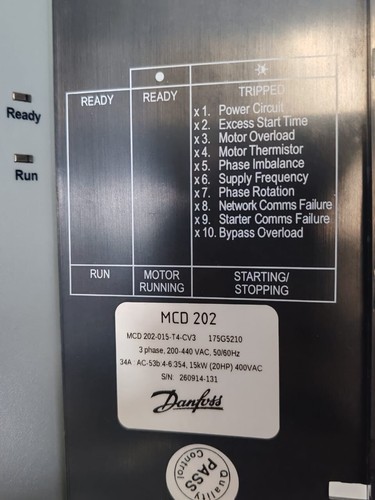 Ready
Run
READY
READY
TRIPPED
x 1. Power Circuit
x 2. Excess Start Time
x 3. Motor Overload
x 4. Motor Thermistor
x 5. Phase Imbalance
x 6. Supply Frequency
x 7. Phase Rotation
x 8. Network Comms Failure
x 9. Starter Comms Failure
x 10. Bypass Overload
RUN
MOTOR
RUNNING
STARTING/
STOPPING
MCD 202
MCD 202-015-T4-CV3 175G5210
3 phase, 200-440 VAC, 50/60Hz
34A : AC-53b:4-6:354, 15kW (20HP) 400VAC
S/N: 260914-131
Danfoss
Quality
PASS
Control